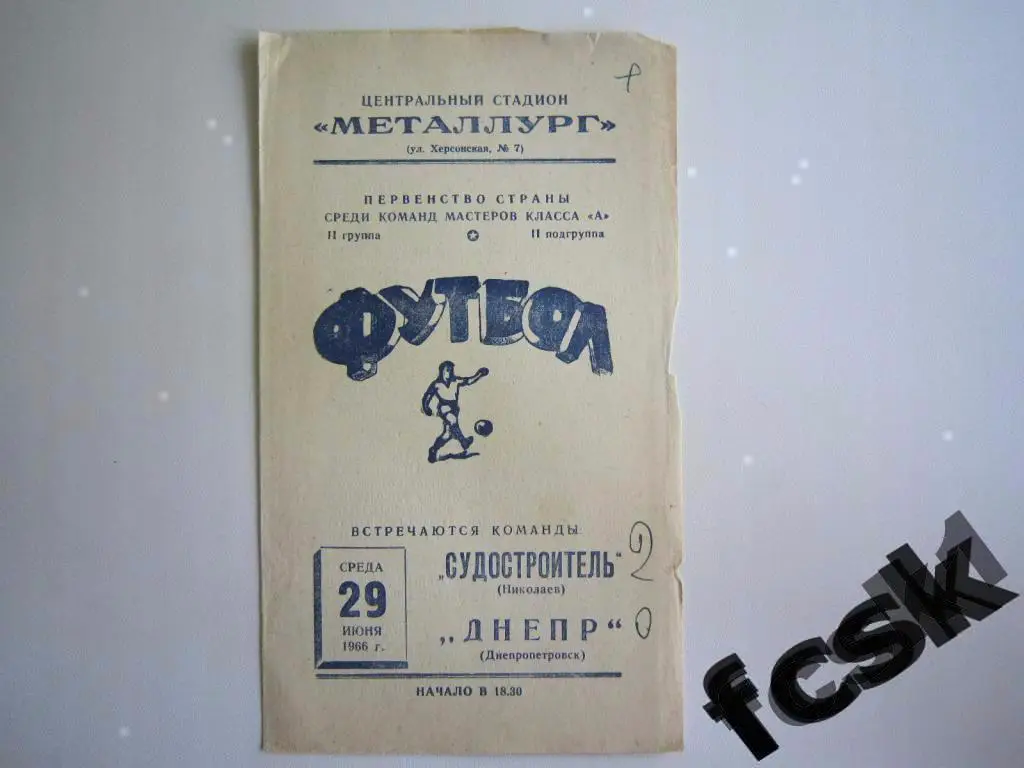 ЦЕНТРАЛЬНЫЙ СТАДИОН
«МЕТАЛЛУРГ»
(ул. Херсонская, № 7)
ПЕРВЕНСТВО СТРАНЫ
СРЕДИ КОМАНД МАСТЕРОВ КЛАССА «А»
II группа II подгруппа
ФУТБОЛ
ВСТРЕЧАЮТСЯ КОМАНДЫ
СРЕДА
29
ИЮНЯ
1966 г.
„СУДОСТРОИТЕЛЬ" 2
(Николаев)
„ДНЕПР" 0
(Днепропетровск)
НАЧАЛО В 18.30
fcsk1